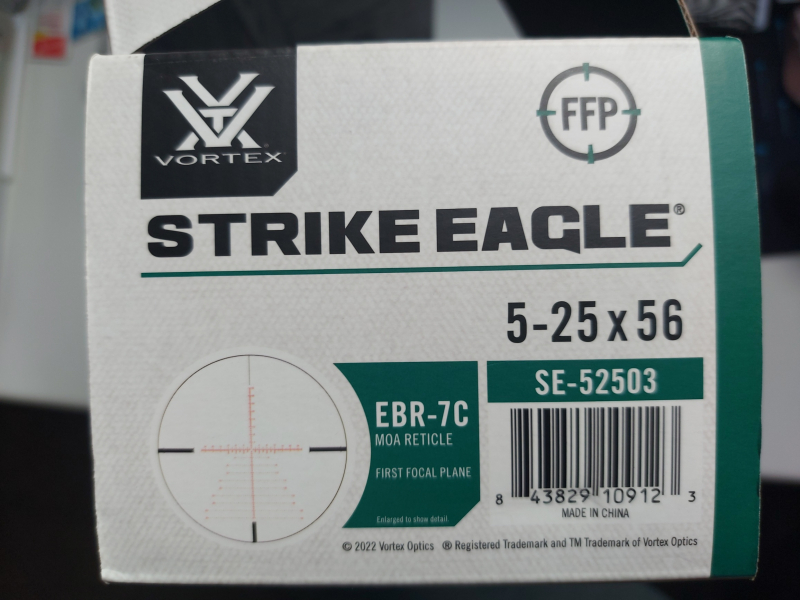 VORTEX
FFP
STRIKE EAGLE®
5-25x56
EBR-7C
MOA RETICLE
FIRST FOCAL PLANE
Enlarged to show detail.
SE-52503
8 43829 10912 3
MADE IN CHINA
© 2022 Vortex Optics ® Registered Trademark and TM Trademark of Vortex Optics